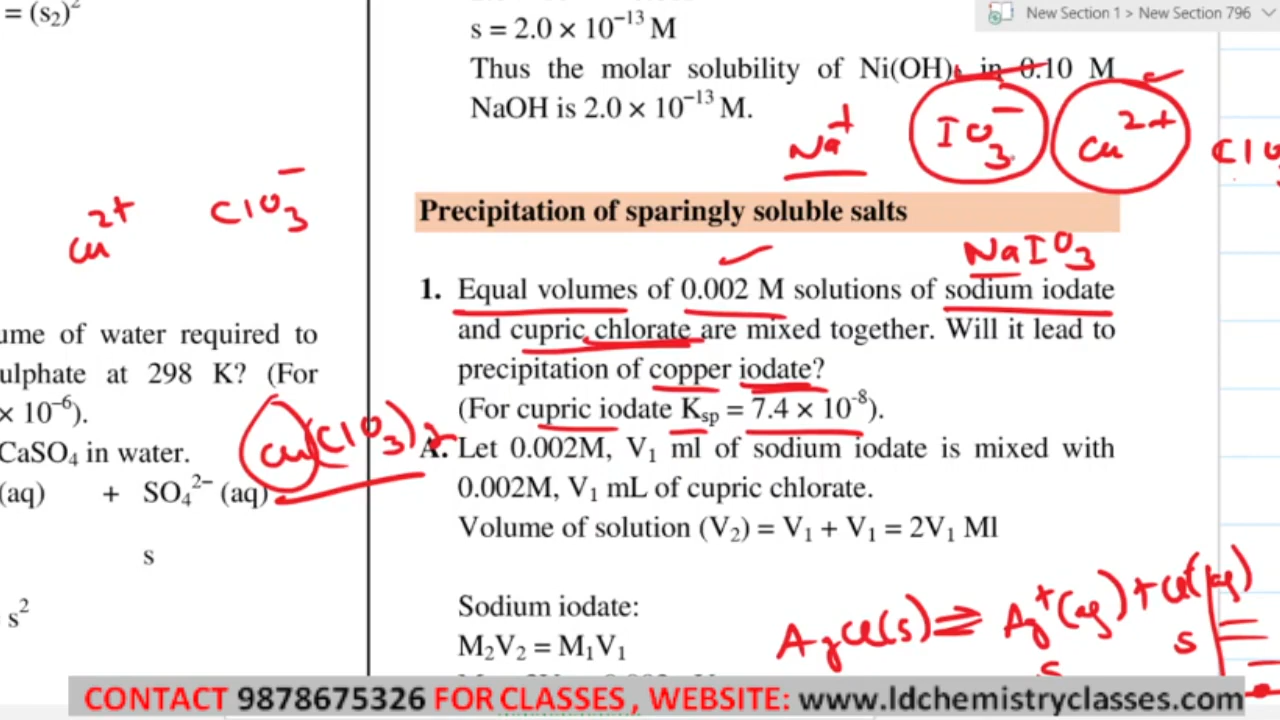 = (s₂)²
New Section 1 > New Section 796
s = 2.0 × 10⁻¹³ M
Thus the molar solubility of Ni(OH)₂ in 0.10 M
NaOH is 2.0 × 10⁻¹³ M.
Na⁺ IO₃⁻ Cu²⁺
Cu²⁺ ClO₃⁻
Precipitation of sparingly soluble salts
NaIO₃
1. Equal volumes of 0.002 M solutions of sodium iodate
and cupric chlorate are mixed together. Will it lead to
precipitation of copper iodate?
(For cupric iodate Kₛₚ = 7.4 × 10⁻⁸).
A. Let 0.002M, V₁ ml of sodium iodate is mixed with
0.002M, V₁ mL of cupric chlorate.
Volume of solution (V₂) = V₁ + V₁ = 2V₁ Ml
ume of water required to
ulphate at 298 K? (For
× 10⁻⁶).
Cu(ClO₃)₂
CaSO₄ in water.
(aq) + SO₄²⁻ (aq)
s
s²
Sodium iodate:
M₂V₂ = M₁V₁
AgCl(s) ⇌ Ag⁺(aq) + Cl⁻(aq)
s s
CONTACT 9878675326 FOR CLASSES , WEBSITE: www.ldchemistryclasses.com